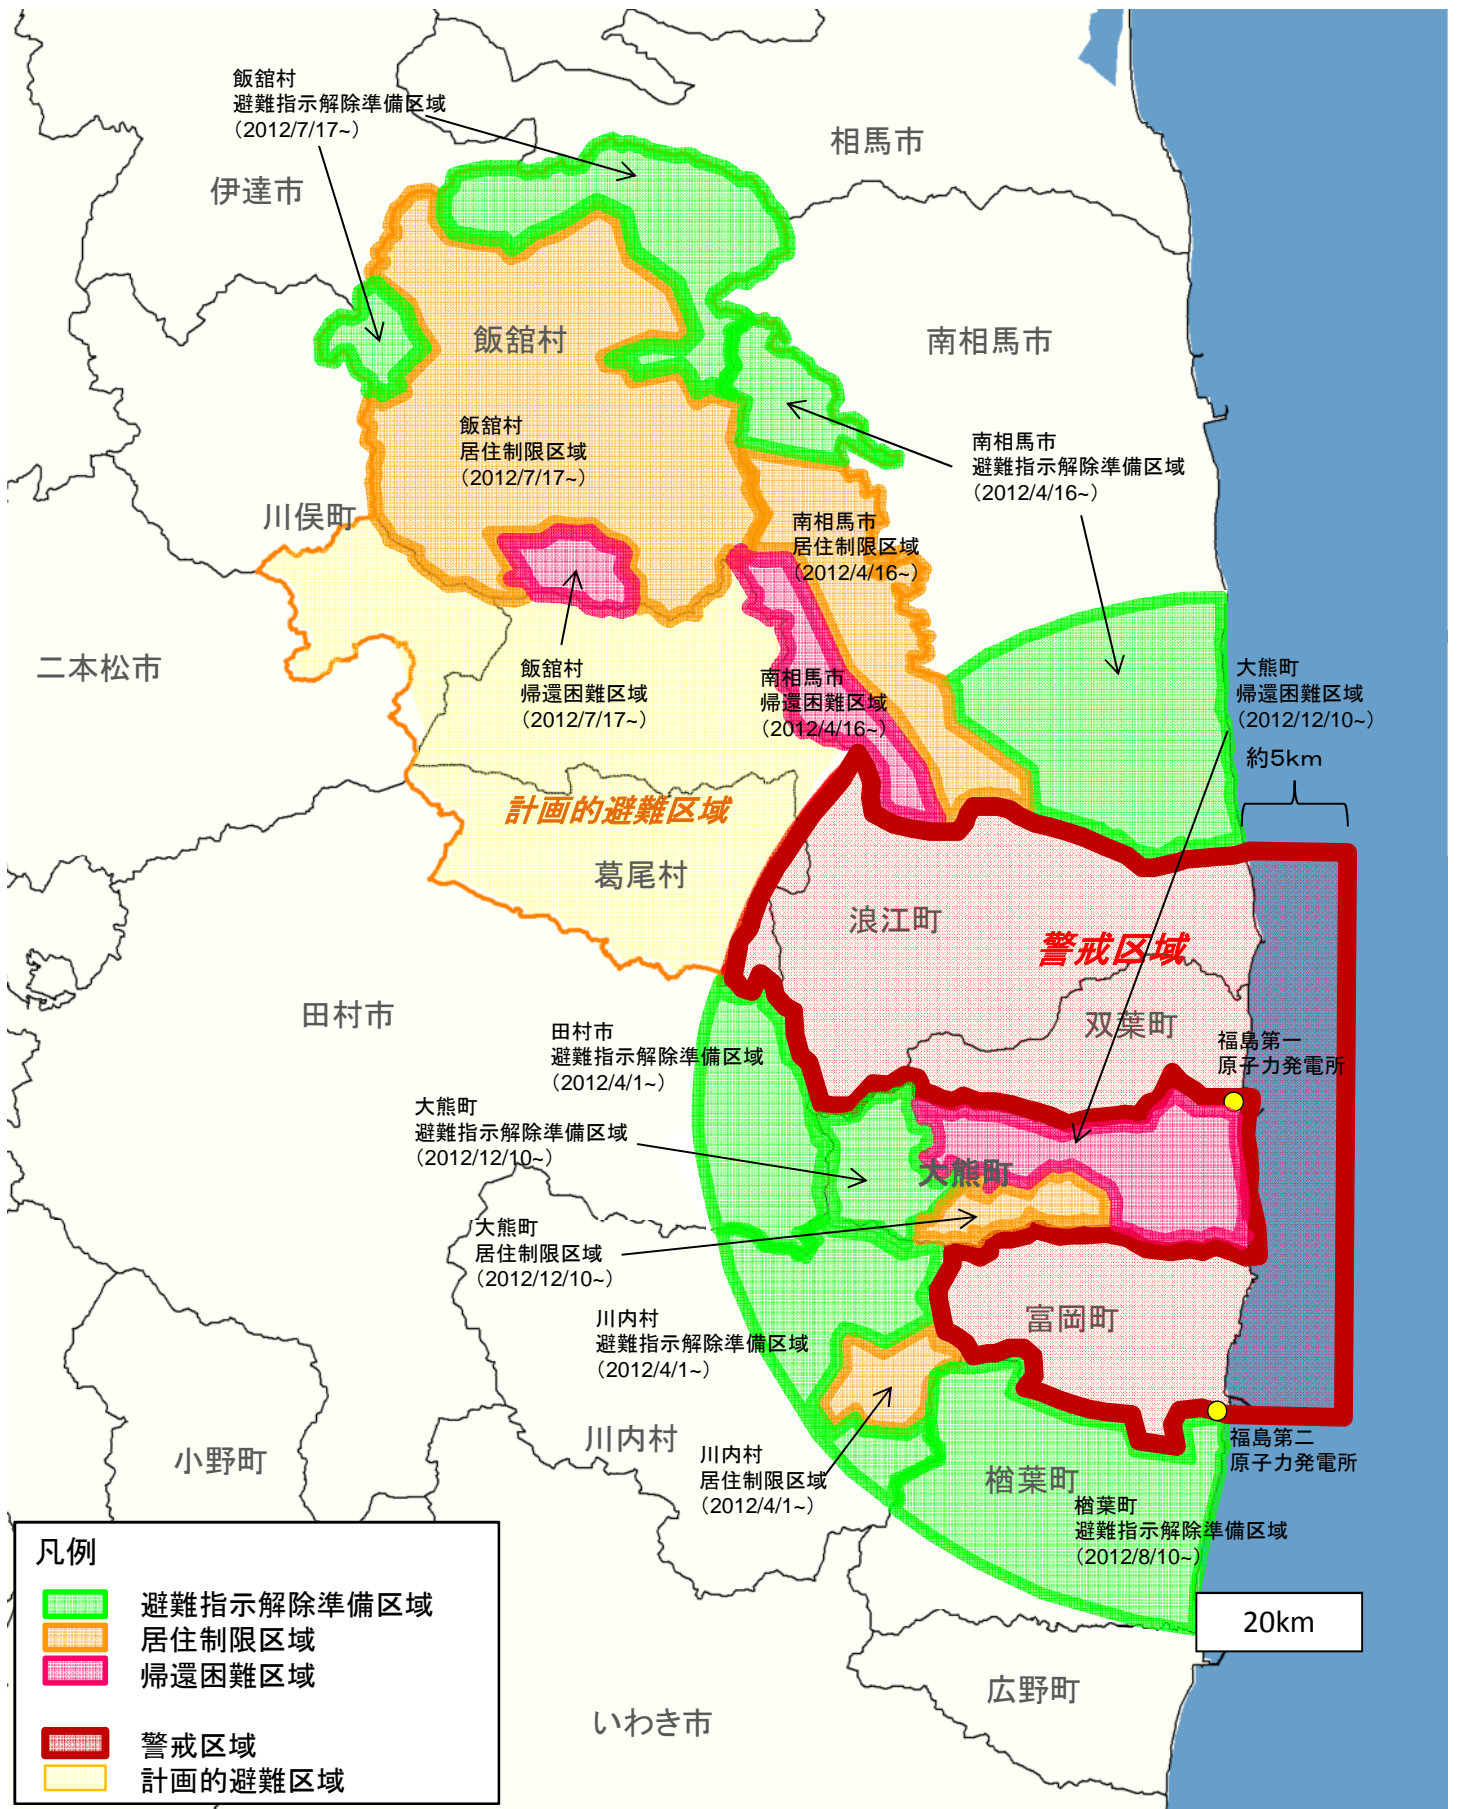 飯舘村
避難指示解除準備区域
(2012/7/17~)
相馬市
伊達市
飯舘村
南相馬市
飯舘村
居住制限区域
(2012/7/17~)
南相馬市
避難指示解除準備区域
(2012/4/16~)
川俣町
南相馬市
居住制限区域
(2012/4/16~)
二本松市
飯舘村
帰還困難区域
(2012/7/17~)
南相馬市
帰還困難区域
(2012/4/16~)
大熊町
帰還困難区域
(2012/12/10~)
約5km
計画的避難区域
葛尾村
浪江町
警戒区域
田村市
双葉町
田村市
避難指示解除準備区域
(2012/4/1~)
福島第一
原子力発電所
大熊町
避難指示解除準備区域
(2012/12/10~)
大熊町
大熊町
居住制限区域
(2012/12/10~)
川内村
避難指示解除準備区域
(2012/4/1~)
富岡町
川内村
小野町
川内村
居住制限区域
(2012/4/1~)
福島第二
原子力発電所
楢葉町
楢葉町
避難指示解除準備区域
(2012/8/10~)
20km
広野町
いわき市
凡例
避難指示解除準備区域
居住制限区域
帰還困難区域
警戒区域
計画的避難区域